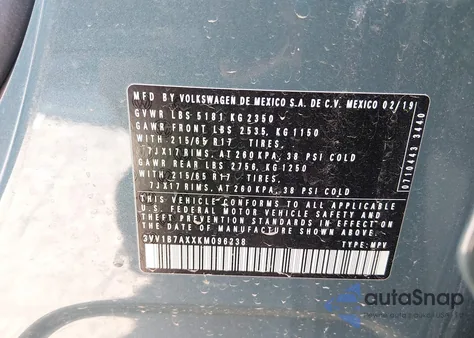 MFD BY VOLKSWAGEN DE MEXICO S.A. DE C.V. MEXICO 02/19
GVWR LBS 5181 KG 2350
GAWR FRONT LBS 2535, KG 1150
WITH 215/65 R17 TIRES,
7JX17 RIMS, AT 260 KPA, 38 PSI COLD
GAWR REAR LBS 2756, KG 1250
WITH 215/65 R17 TIRES,
7JX17 RIMS, AT 260 KPA, 38 PSI COLD
THIS VEHICLE CONFORMS TO ALL APPLICABLE
U.S. FEDERAL MOTOR VEHICLE SAFETY AND
THEFT PREVENTION STANDARDS IN EFFECT ON
THE DATE OF MANUFACTURE SHOWN ABOVE.
3VV1B7AXXKM096238 TYPE: MPV
0710443 3440
autoSnap